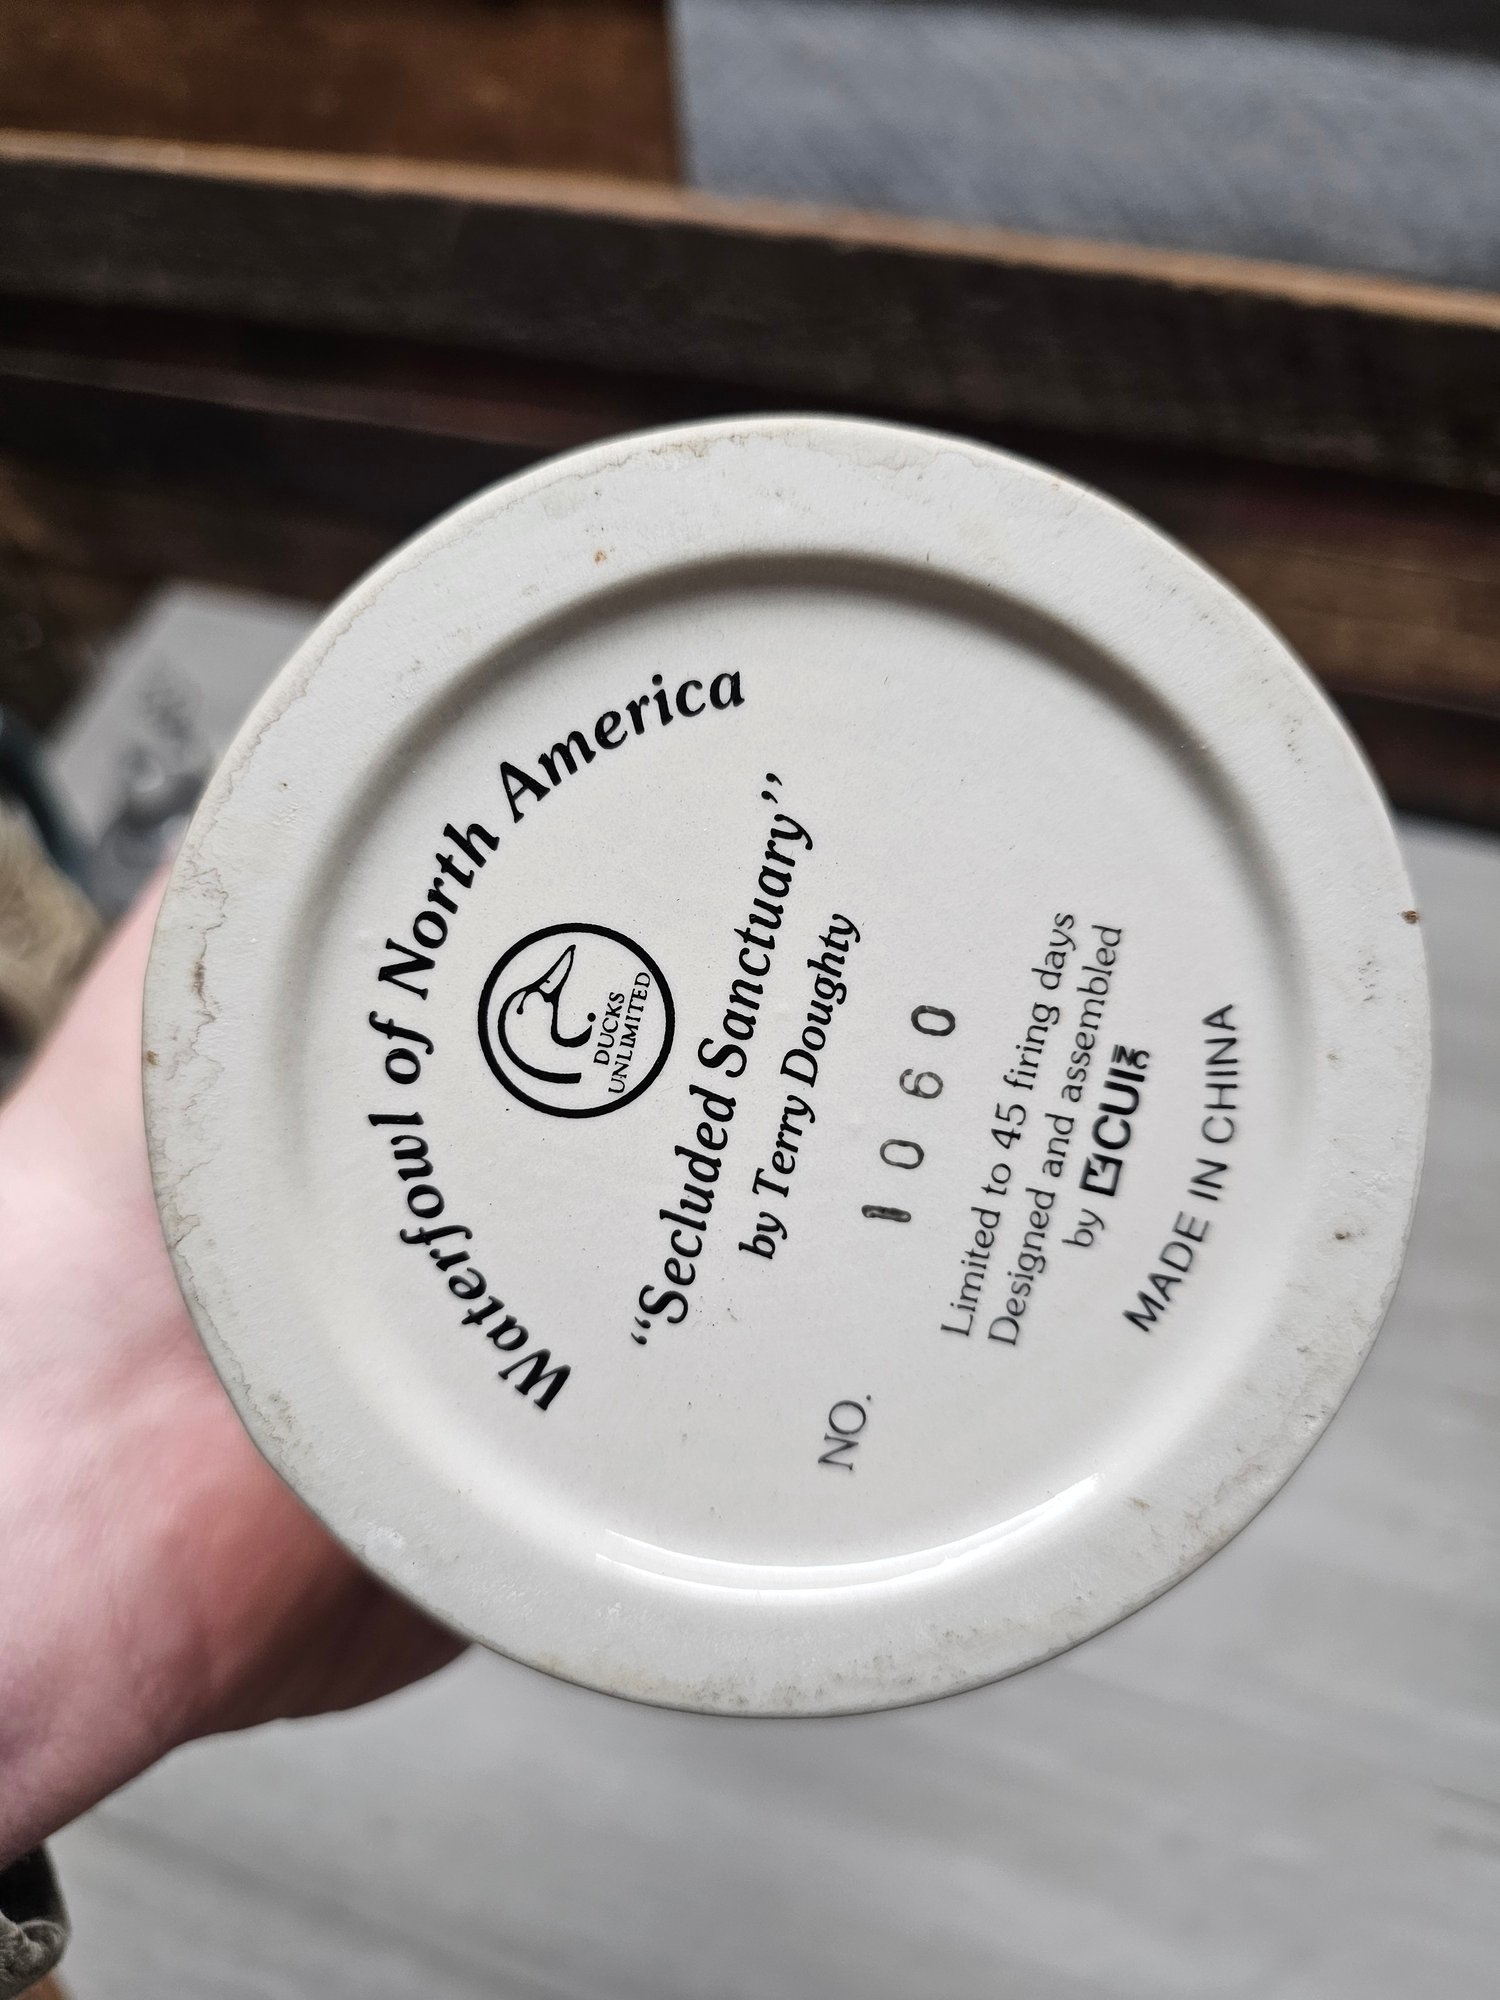 Waterfowl of North America
DUCKS
UNLIMITED
"Secluded Sanctuary"
by Terry Doughty
NO. 1060
Limited to 45 firing days
Designed and assembled
by CUI INC
MADE IN CHINA